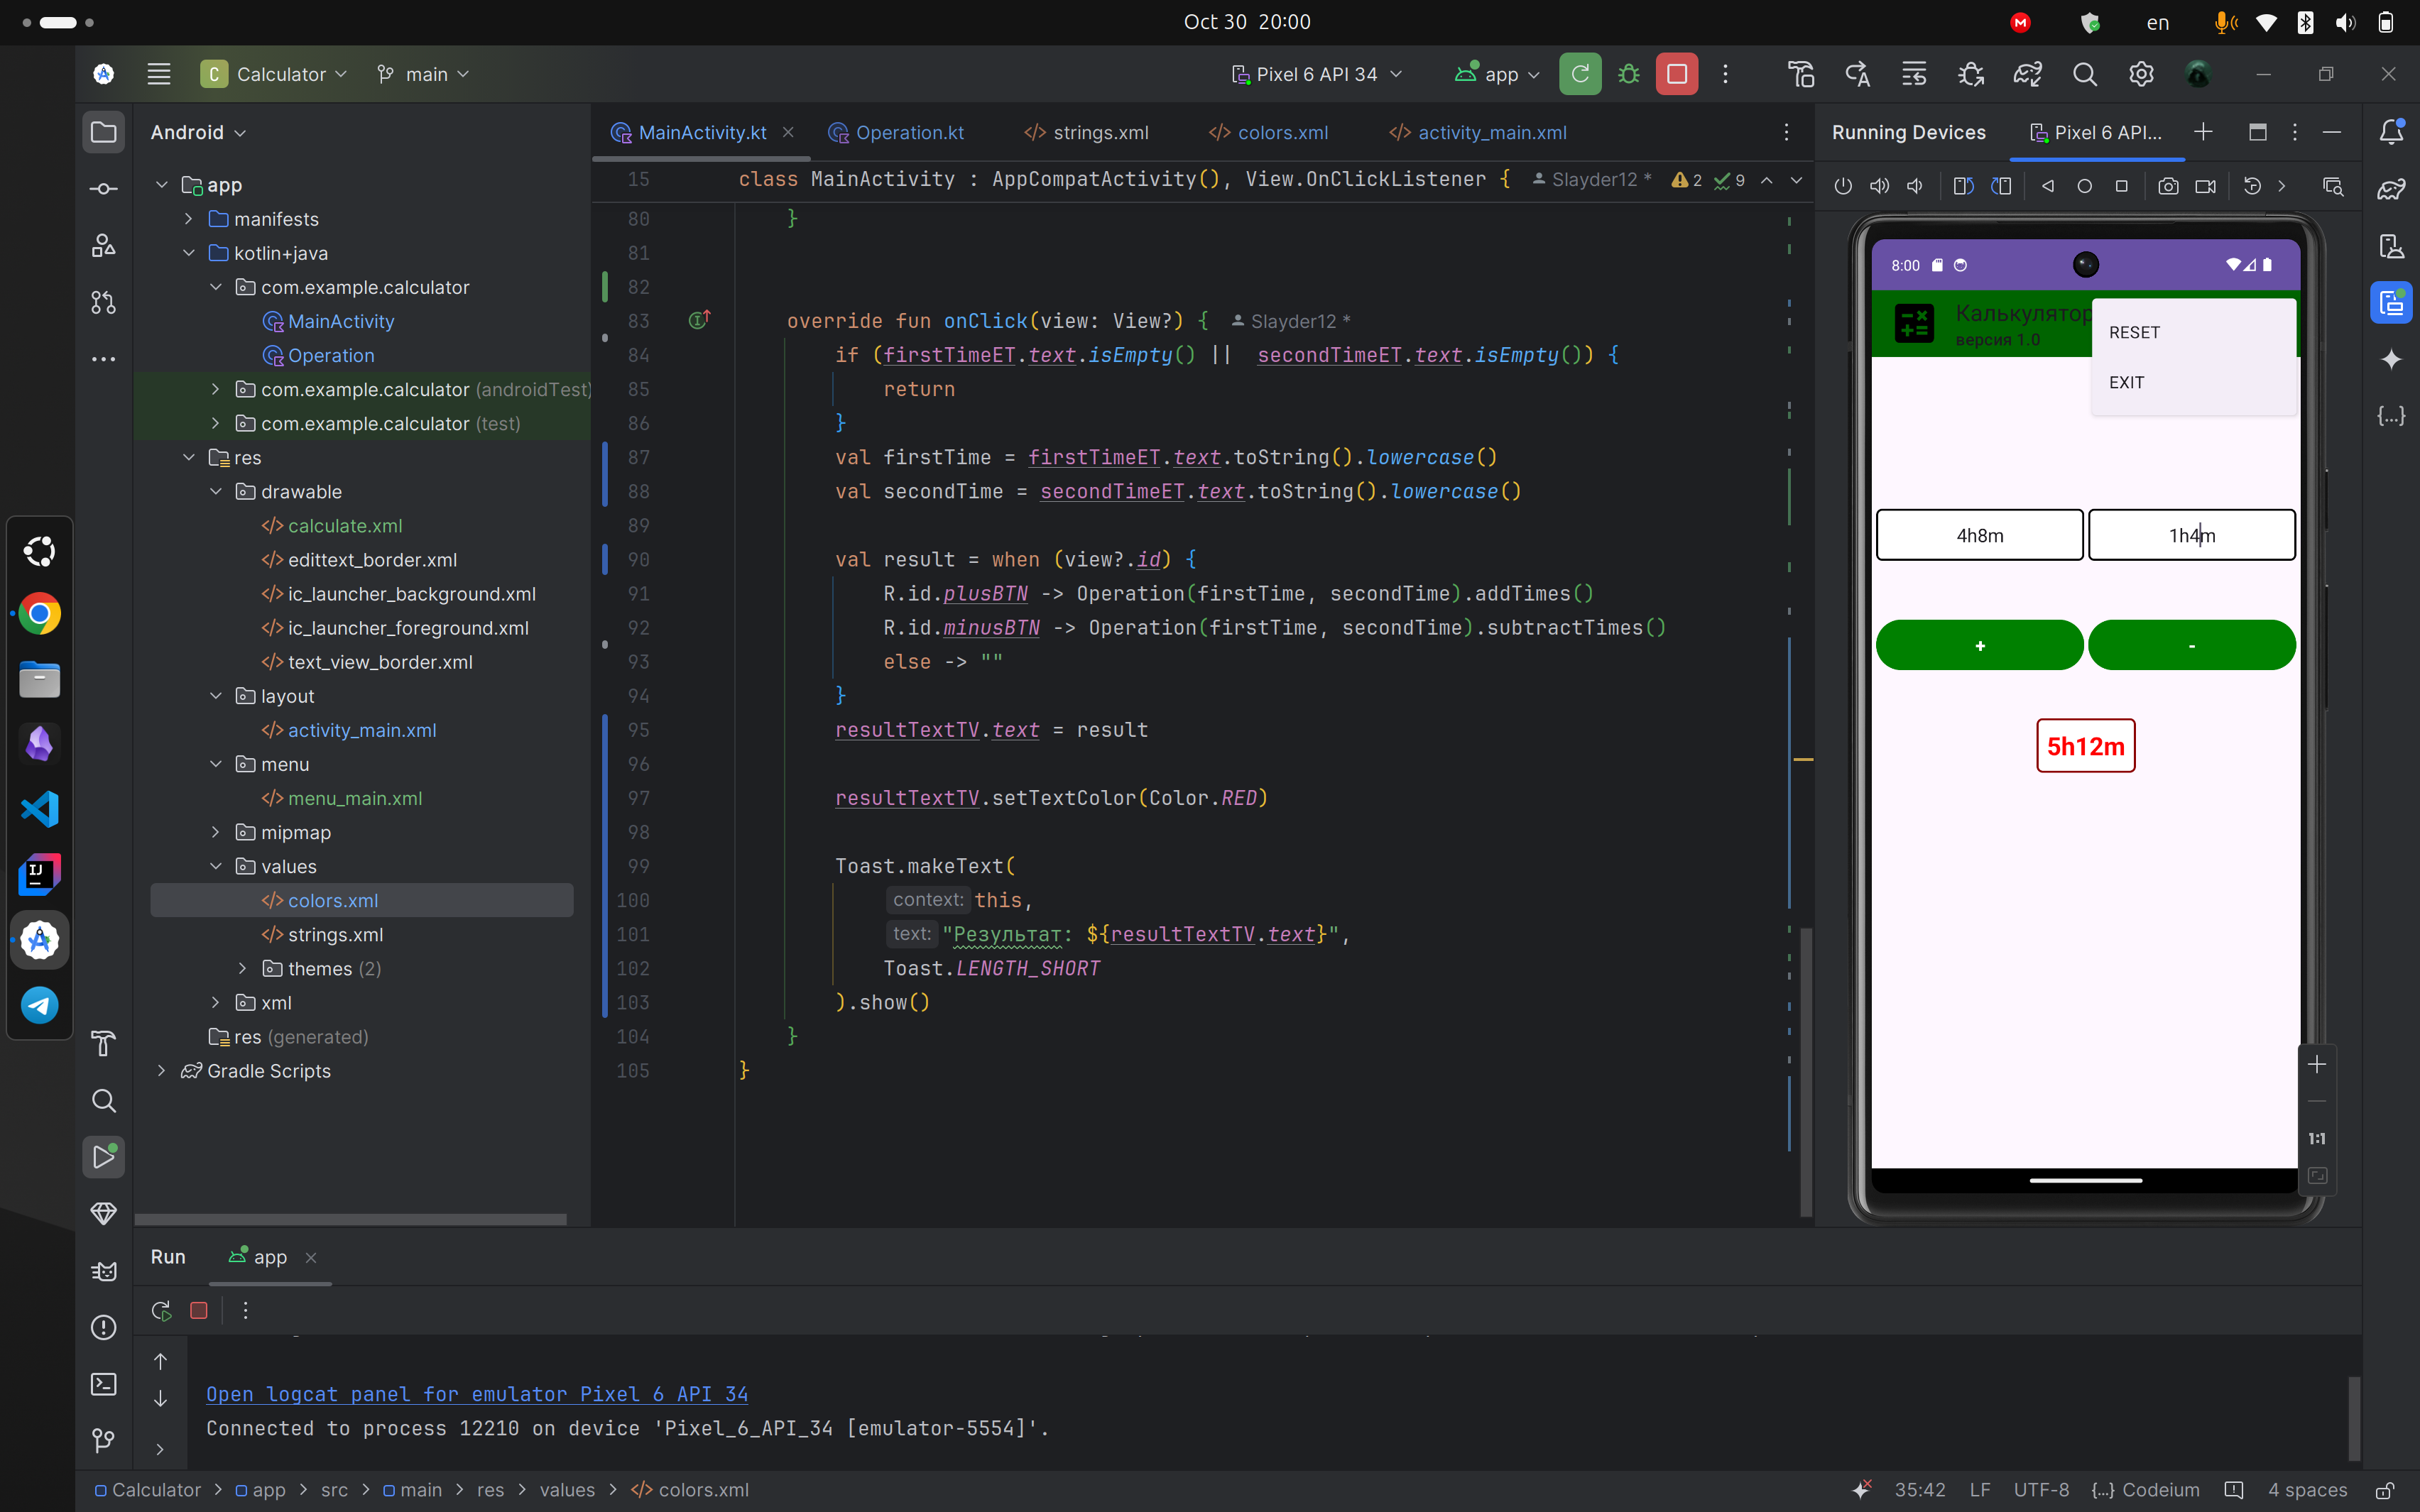 Oct 30 20:00
en
C Calculator
main
Pixel 6 API 34
app
Android
app
manifests
kotlin+java
com.example.calculator
MainActivity
Operation
com.example.calculator (androidTest)
com.example.calculator (test)
res
drawable
calculate.xml
edittext_border.xml
ic_launcher_background.xml
ic_launcher_foreground.xml
text_view_border.xml
layout
activity_main.xml
menu
menu_main.xml
mipmap
values
colors.xml
strings.xml
themes (2)
xml
res (generated)
Gradle Scripts
MainActivity.kt
Operation.kt
strings.xml
colors.xml
activity_main.xml
15 class MainActivity : AppCompatActivity(), View.OnClickListener { Slayder12 * 2 9
80 }
81
82
83 override fun onClick(view: View?) { Slayder12 *
84 if (firstTimeET.text.isEmpty() || secondTimeET.text.isEmpty()) {
85 return
86 }
87 val firstTime = firstTimeET.text.toString().lowercase()
88 val secondTime = secondTimeET.text.toString().lowercase()
89
90 val result = when (view?.id) {
91 R.id.plusBTN -> Operation(firstTime, secondTime).addTimes()
92 R.id.minusBTN -> Operation(firstTime, secondTime).subtractTimes()
93 else -> ""
94 }
95 resultTextTV.text = result
96
97 resultTextTV.setTextColor(Color.RED)
98
99 Toast.makeText(
100 context: this,
101 text: "Результат: ${resultTextTV.text}",
102 Toast.LENGTH_SHORT
103 ).show()
104 }
105 }
Running Devices
Pixel 6 API...
8:00
Калькулятор
версия 1.0
RESET
EXIT
4h8m
1h4m
+
-
5h12m
1:1
Run
app
Open logcat panel for emulator Pixel 6 API 34
Connected to process 12210 on device 'Pixel_6_API_34 [emulator-5554]'.
Calculator > app > src > main > res > values > colors.xml
35:42
LF
UTF-8
{...} Codeium
4 spaces